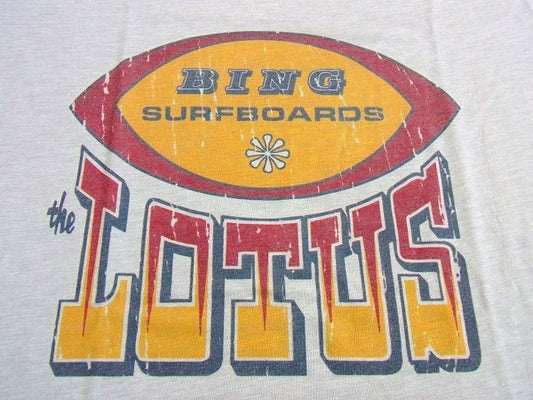 BING
SURFBOARDS
the
LOTUS